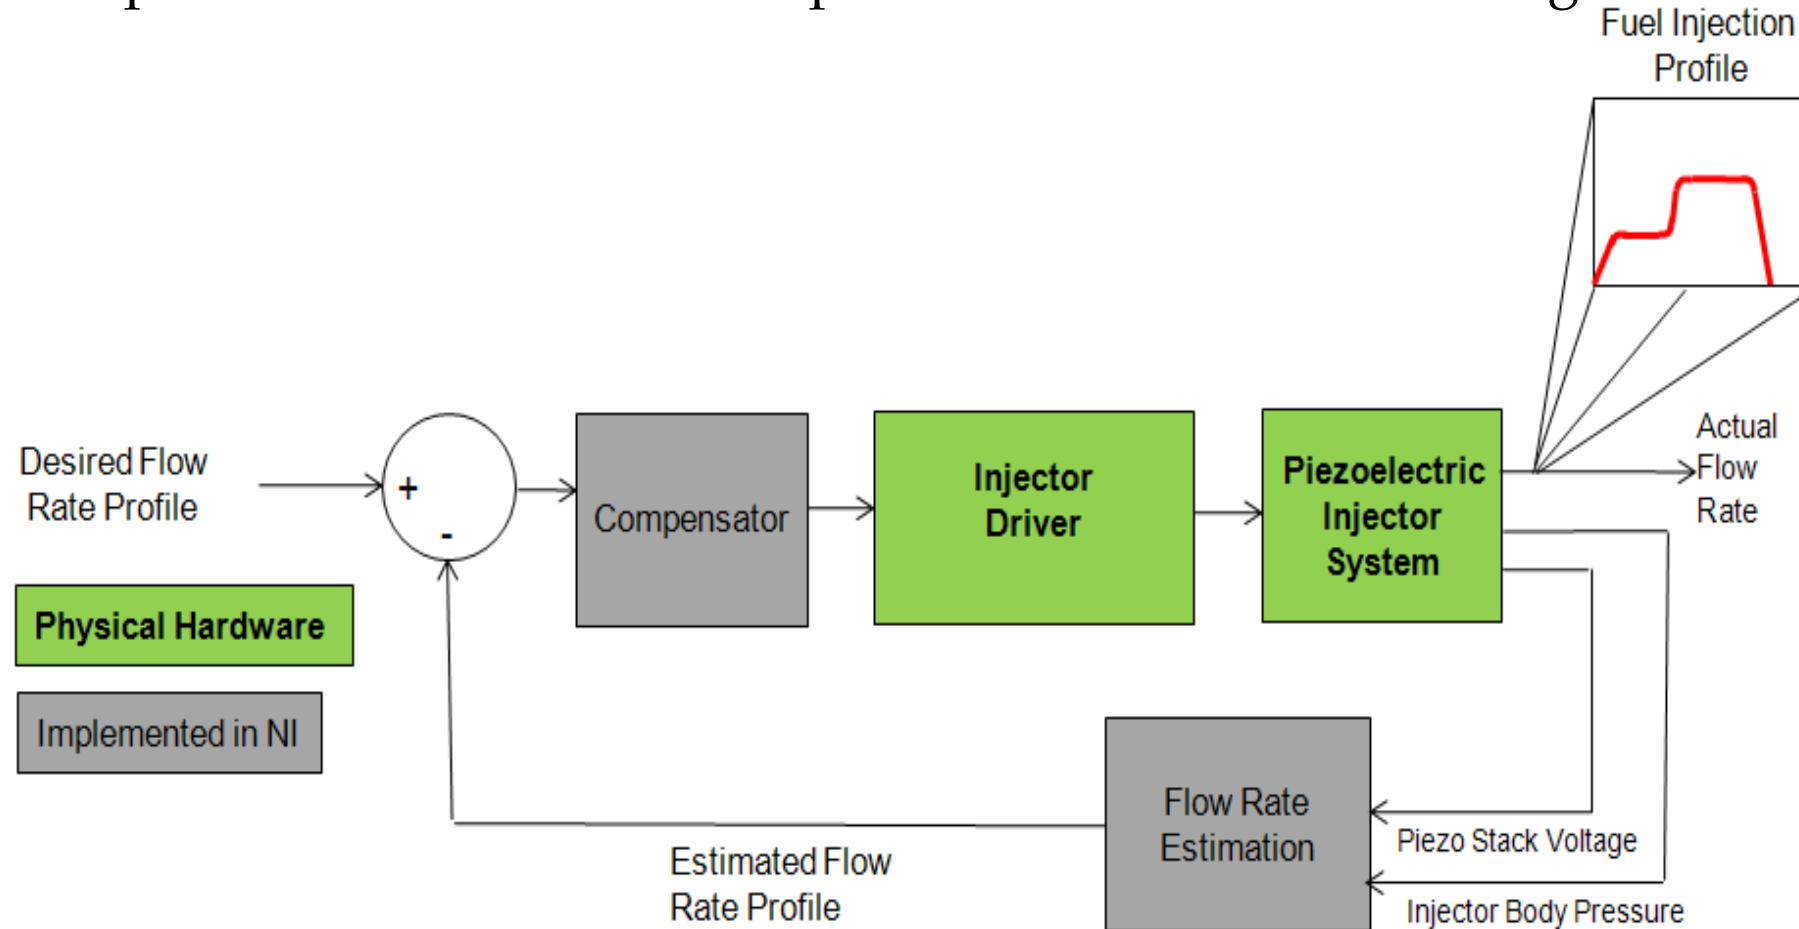 Fuel Injection
Profile
Desired Flow
Rate Profile
+
-
Compensator
Injector
Driver
Piezoelectric
Injector
System
Actual
Flow
Rate
Physical Hardware
Implemented in NI
Flow Rate
Estimation
Piezo Stack Voltage
Injector Body Pressure
Estimated Flow
Rate Profile